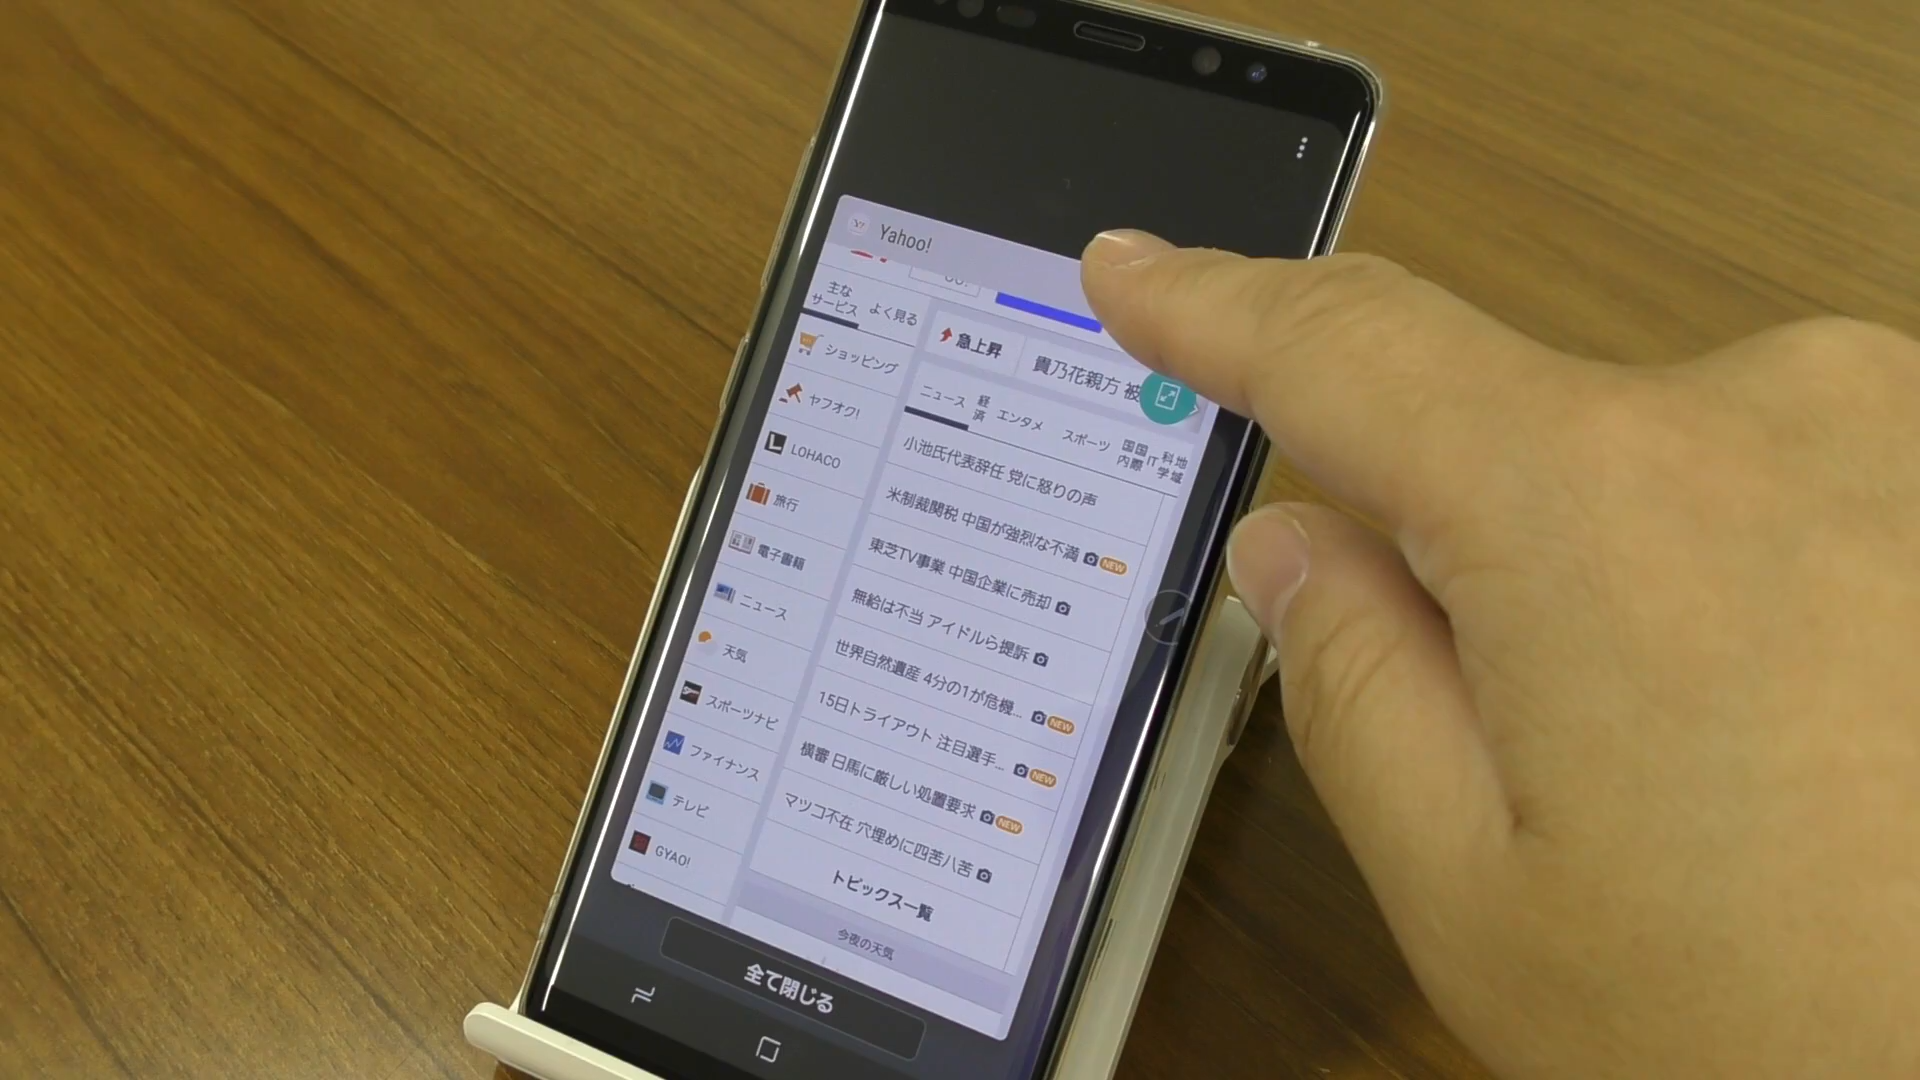 Yahoo!
主な
サービス
よく見る
急上昇
貴乃花親方 被
ショッピング
ヤフオク!
LOHACO
旅行
電子書籍
ニュース
天気
スポーツナビ
ファイナンス
テレビ
GYAO!
ニュース
経済
エンタメ
スポーツ
国内
国際
IT
科学
地域
小池氏代表辞任 党に怒りの声
米制裁関税 中国が強烈な不満 NEW
東芝TV事業 中国企業に売却
無給は不当 アイドルら提訴
世界自然遺産 4分の1が危機... NEW
15日トライアウト 注目選手... NEW
横審 日馬に厳しい処置要求 NEW
マツコ不在 穴埋めに四苦八苦
トピックス一覧
今夜の天気
全て閉じる